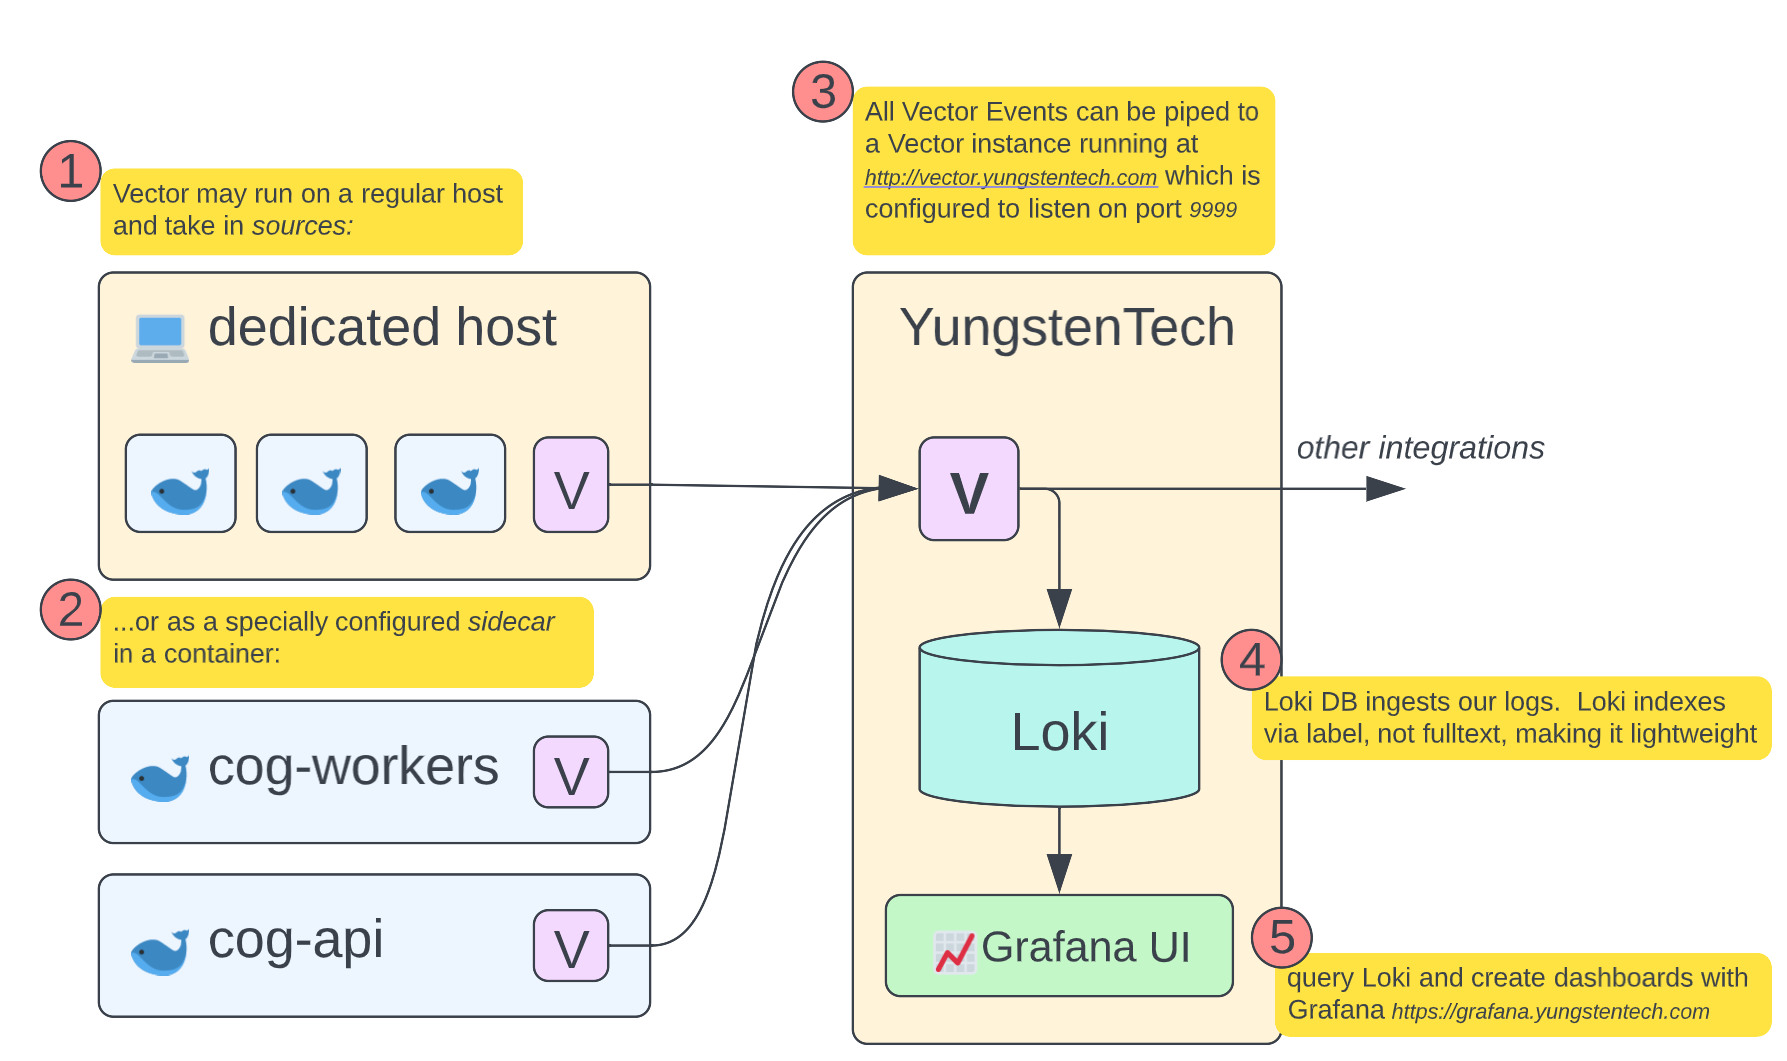 1
Vector may run on a regular host
and take in sources:
dedicated host
V
2
...or as a specially configured sidecar
in a container:
cog-workers
V
cog-api
V
3
All Vector Events can be piped to
a Vector instance running at
http://vector.yungstentech.com which is
configured to listen on port 9999
YungstenTech
V
other integrations
Loki
4
Loki DB ingests our logs.  Loki indexes
via label, not fulltext, making it lightweight
Grafana UI
5
query Loki and create dashboards with
Grafana https://grafana.yungstentech.com